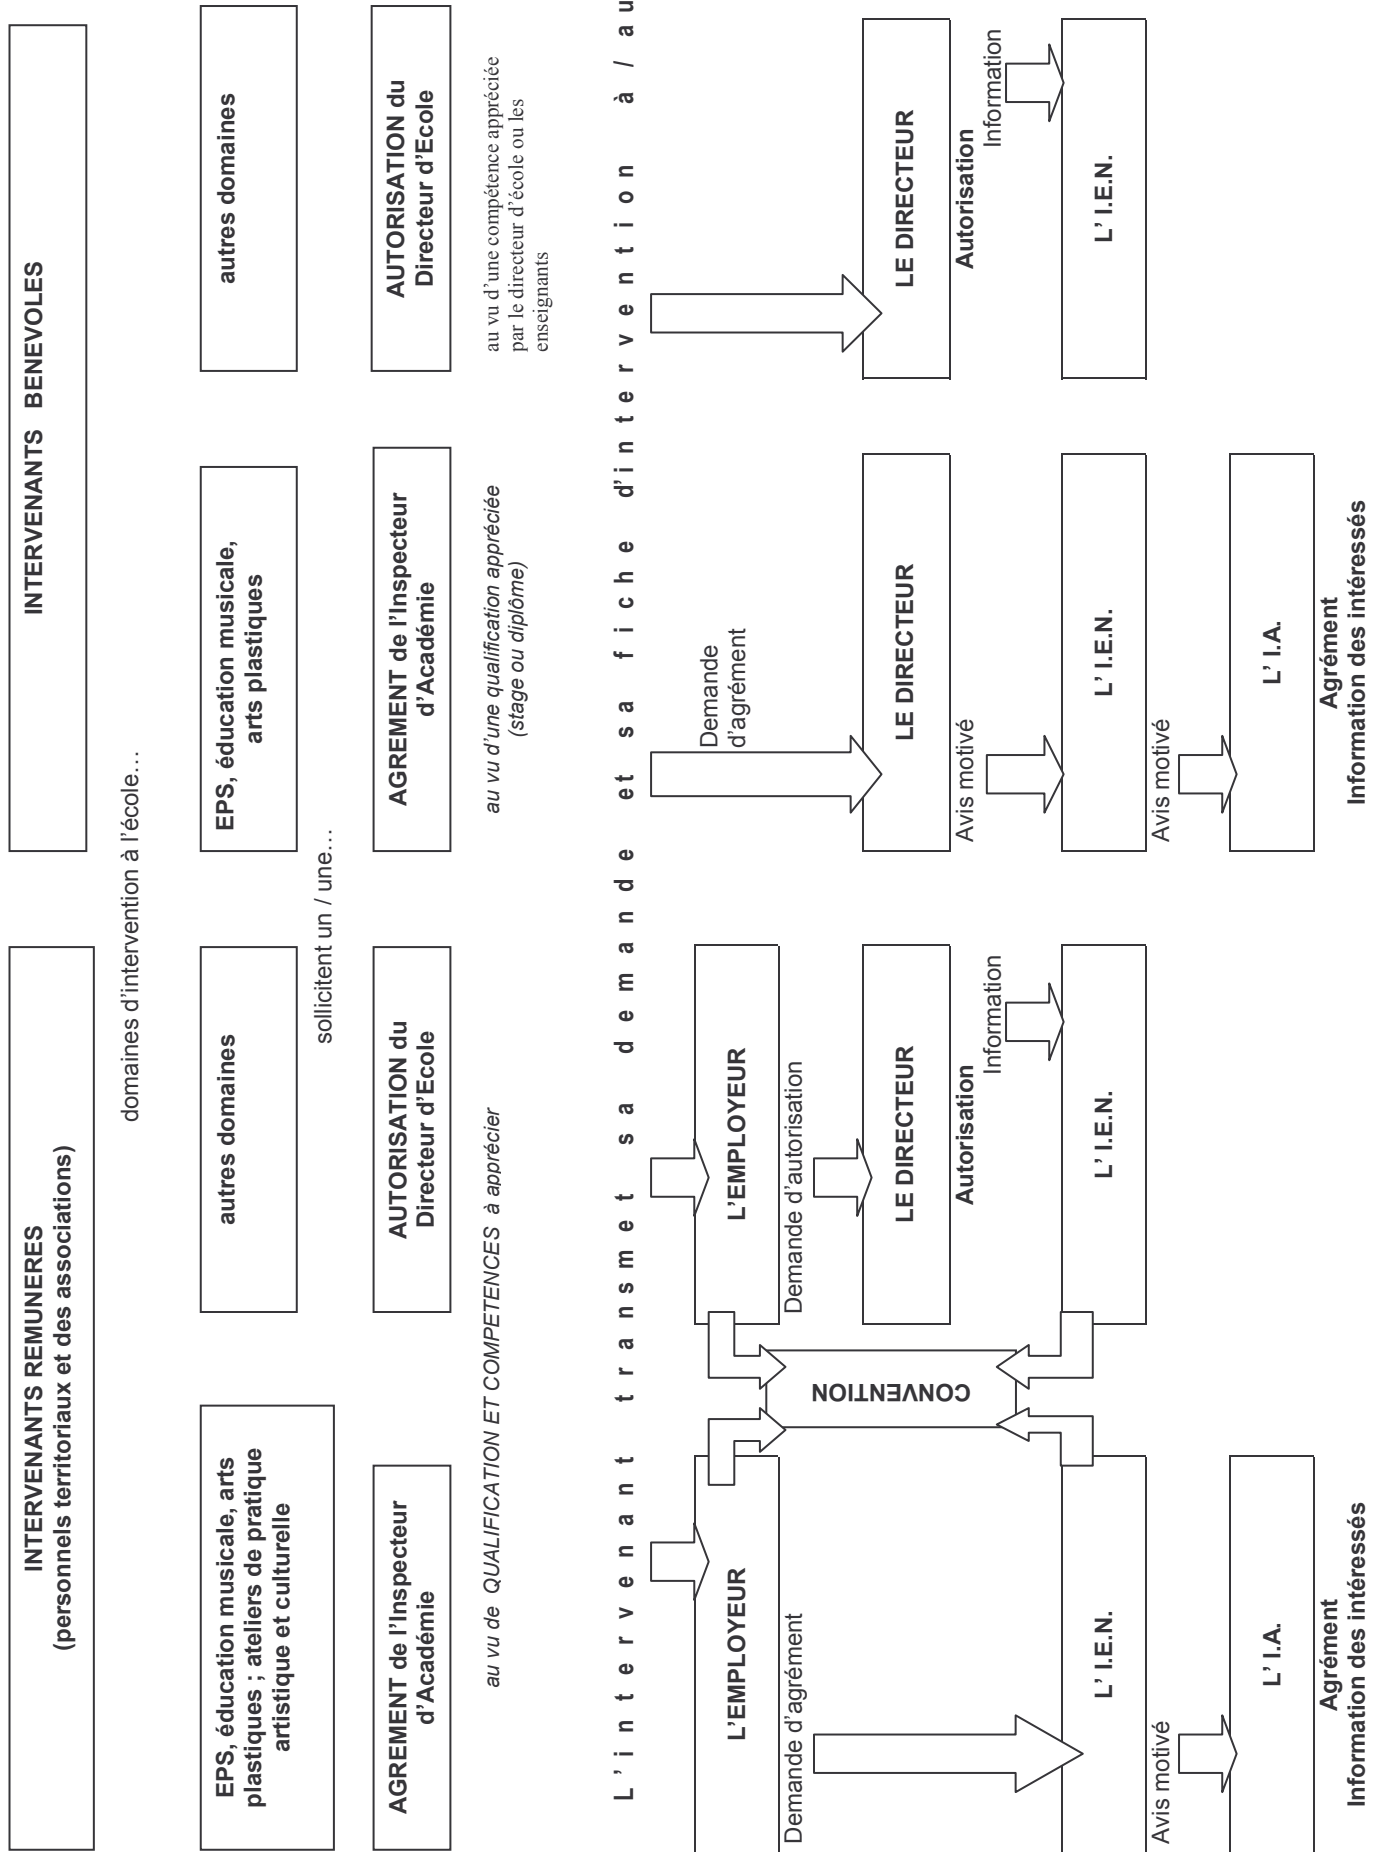 INTERVENANTS REMUNERES
(personnels territoriaux et des associations)
INTERVENANTS BENEVOLES
domaines d'intervention à l'école…
EPS, éducation musicale, arts
plastiques ; ateliers de pratique
artistique et culturelle
autres domaines
EPS, éducation musicale,
arts plastiques
autres domaines
sollicitent un / une…
AGREMENT de l'Inspecteur
d'Académie
AUTORISATION du
Directeur d'Ecole
AGREMENT de l'Inspecteur
d'Académie
AUTORISATION du
Directeur d'Ecole
au vu de QUALIFICATION ET COMPETENCES à apprécier
au vu d'une qualification appréciée
(stage ou diplôme)
au vu d'une compétence appréciée
par le directeur d'école ou les
enseignants
L'intervenant transmet sa demande et sa fiche d'intervention à / au
L'EMPLOYEUR
Demande d'agrément
L' I.E.N.
Avis motivé
L' I.A.
Agrément
Information des intéressés
CONVENTION
L'EMPLOYEUR
Demande d'autorisation
LE DIRECTEUR
Autorisation
Information
L' I.E.N.
Demande
d'agrément
LE DIRECTEUR
Avis motivé
L' I.E.N.
Avis motivé
L' I.A.
Agrément
Information des intéressés
LE DIRECTEUR
Autorisation
Information
L' I.E.N.